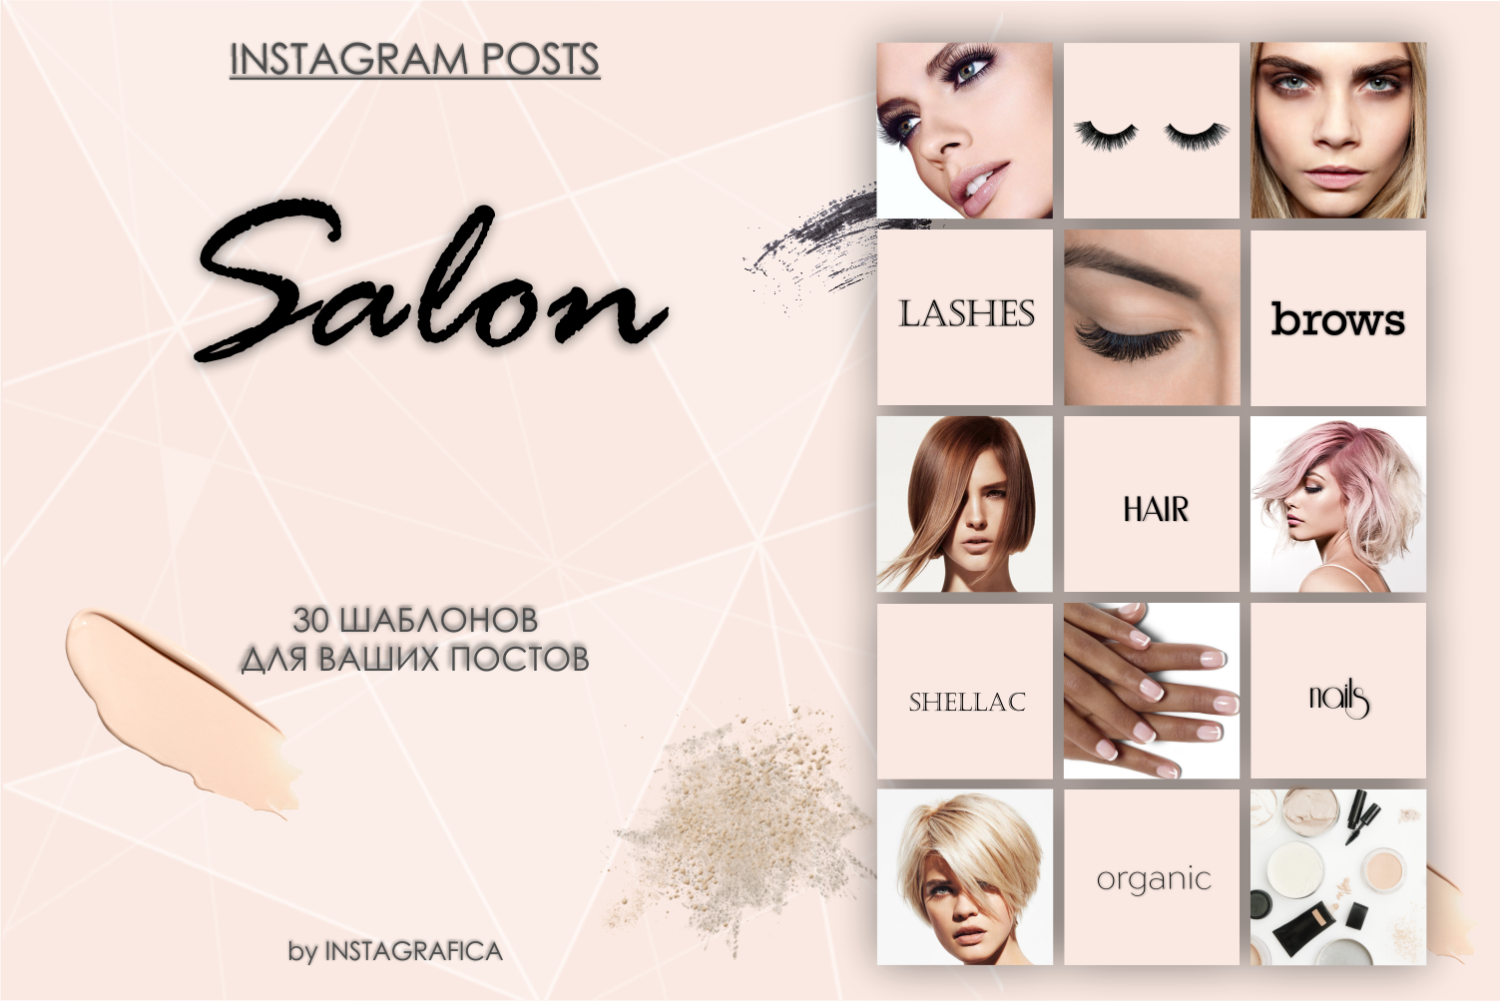 INSTAGRAM POSTS
Salon
30 ШАБЛОНОВ
ДЛЯ ВАШИХ ПОСТОВ
by INSTAGRAFICA
LASHES
brows
HAIR
SHELLAC
nails
organic